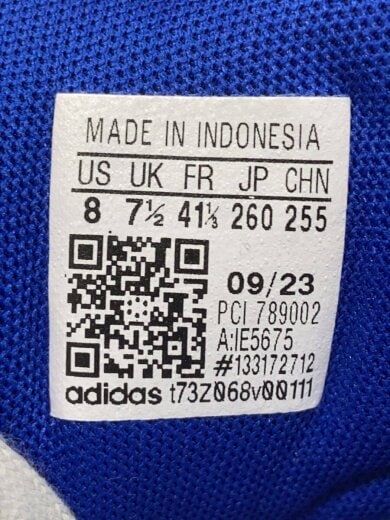 MADE IN INDONESIA
US UK FR JP CHN
8 7½ 41⅓ 260 255
09/23
PCI 789002
A:IE5675
#133172712
adidas t73Z068v00111